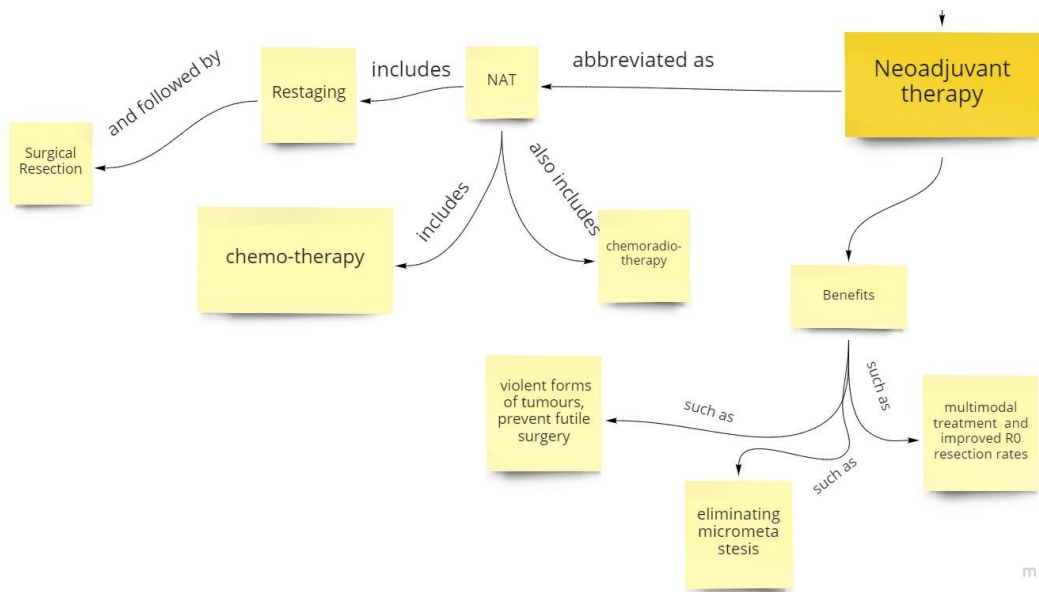 Neoadjuvant
therapy
abbreviated as
NAT
includes
Restaging
and followed by
Surgical
Resection
includes
chemo-therapy
also includes
chemoradio-
therapy
Benefits
such as
violent forms
of tumours,
prevent futile
surgery
such as
eliminating
micrometa
stesis
such as
multimodal
treatment and
improved R0
resection rates
m